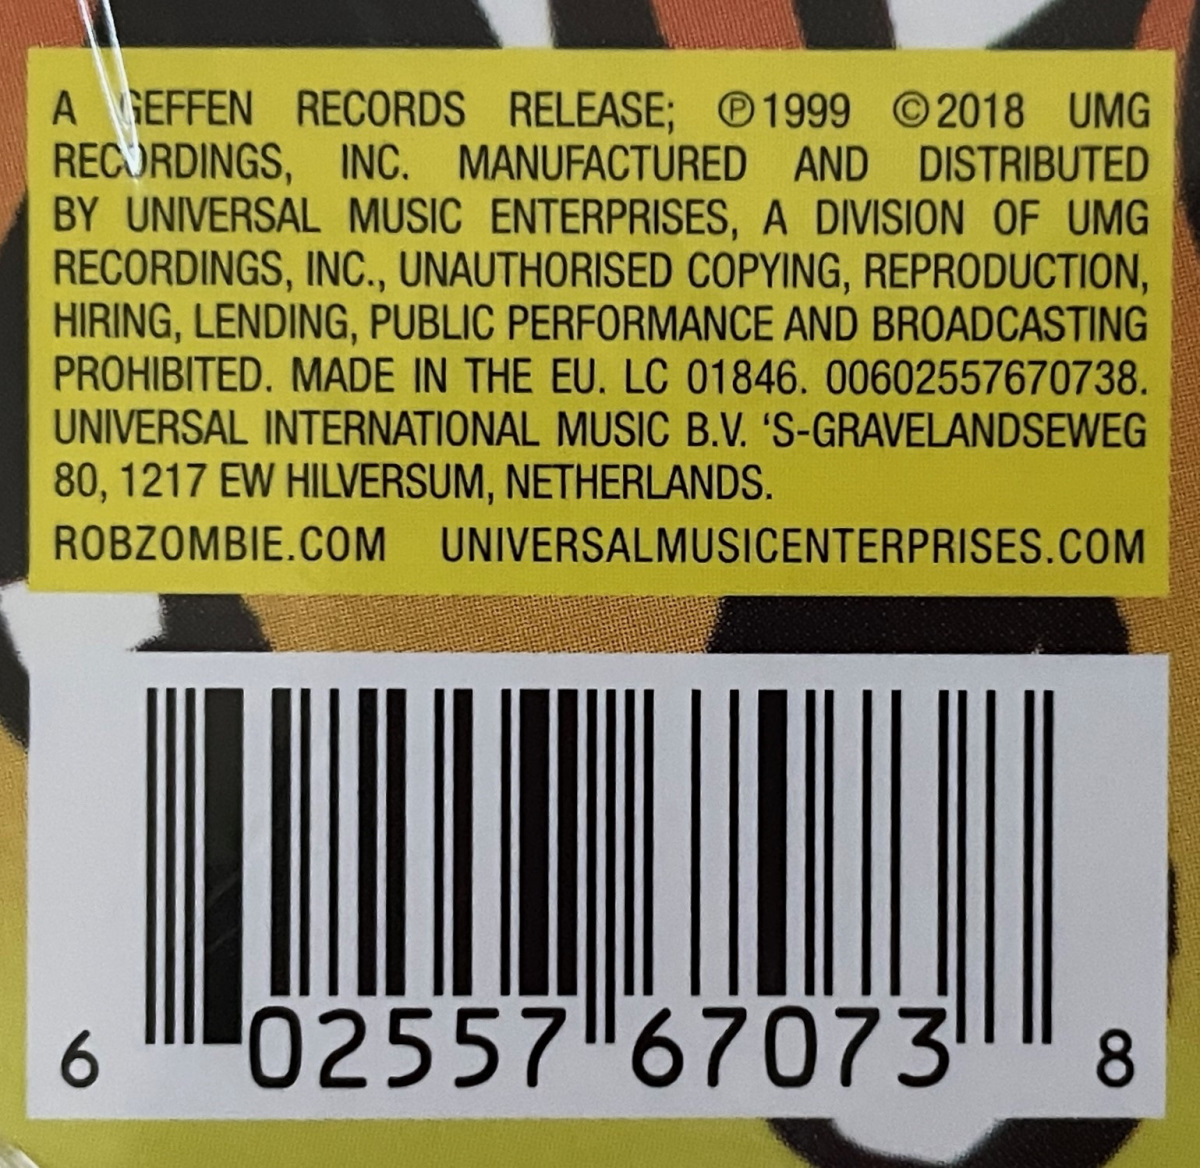 A GEFFEN RECORDS RELEASE; ℗1999 ©2018 UMG
RECORDINGS, INC. MANUFACTURED AND DISTRIBUTED
BY UNIVERSAL MUSIC ENTERPRISES, A DIVISION OF UMG
RECORDINGS, INC., UNAUTHORISED COPYING, REPRODUCTION,
HIRING, LENDING, PUBLIC PERFORMANCE AND BROADCASTING
PROHIBITED. MADE IN THE EU. LC 01846. 00602557670738.
UNIVERSAL INTERNATIONAL MUSIC B.V. ‘S-GRAVELANDSEWEG
80, 1217 EW HILVERSUM, NETHERLANDS.
ROBZOMBIE.COM UNIVERSALMUSICENTERPRISES.COM
6 02557 67073 8